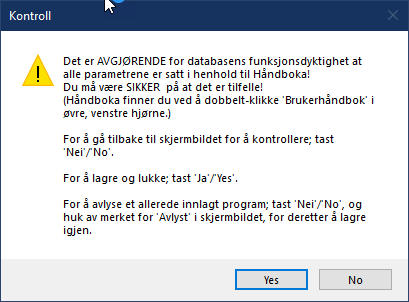 Kontroll
Det er AVGJØRENDE for databasens funksjonsdyktighet at
alle parametrene er satt i henhold til Håndboka!
Du må være SIKKER  på at det er tilfelle!
(Håndboka finner du ved å dobbelt-klikke 'Brukerhåndbok' i
øvre, venstre hjørne.)
For å gå tilbake til skjermbildet for å kontrollere; tast
'Nei'/'No'.
For å lagre og lukke; tast 'Ja'/'Yes'.
For å avlyse et allerede innlagt program; tast 'Nei'/'No', og
huk av merket for 'Avlyst' i skjermbildet, for deretter å lagre
igjen.
Yes
No